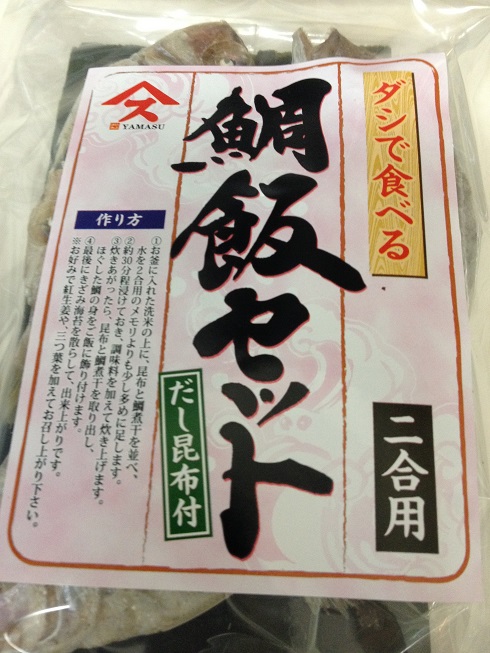 ダシで食べる
鯛飯セット
二合用
だし昆布付
YAMASU
作り方
①お釜に入れた洗米の上に、昆布と鯛煮干を並べ、
水を2合用のメモリよりも少し多めに足します。
②約30分程浸けておき、調味料を加えて炊き上げます。
③炊きあがったら、昆布と鯛煮干を取り出し、
ほぐした鯛の身をご飯に飾り付けます。
④最後にきざみ海苔を散らして、出来上がりです。
※お好みで紅生姜や、三つ葉を加えてお召し上がり下さい。